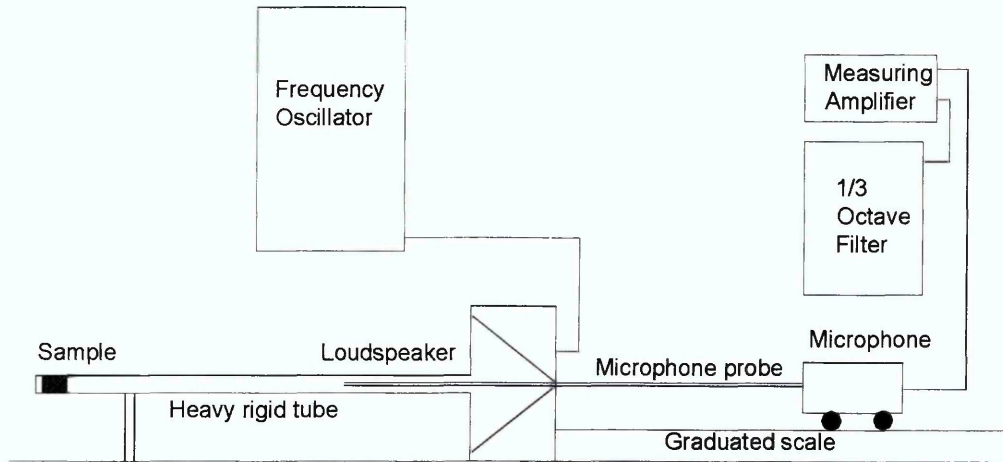 Frequency
Oscillator
Measuring
Amplifier
1/3
Octave
Filter
Sample
Loudspeaker
Microphone
Microphone probe
Heavy rigid tube
Graduated scale